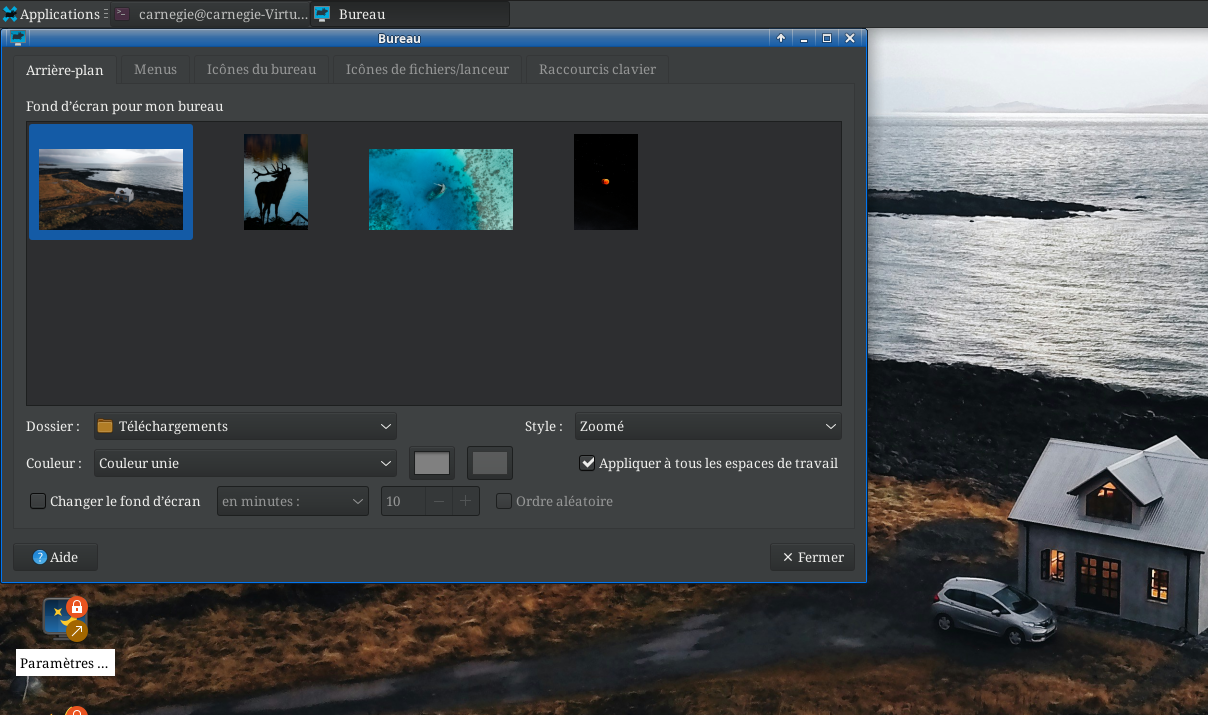 Applications carnegie@carnegie-Virtu... Bureau
Bureau
Arrière-plan Menus Icônes du bureau Icônes de fichiers/lanceur Raccourcis clavier
Fond d'écran pour mon bureau
Dossier : Téléchargements Style : Zoomé
Couleur : Couleur unie Appliquer à tous les espaces de travail
Changer le fond d'écran en minutes : 10 Ordre aléatoire
Aide Fermer
Paramètres ...